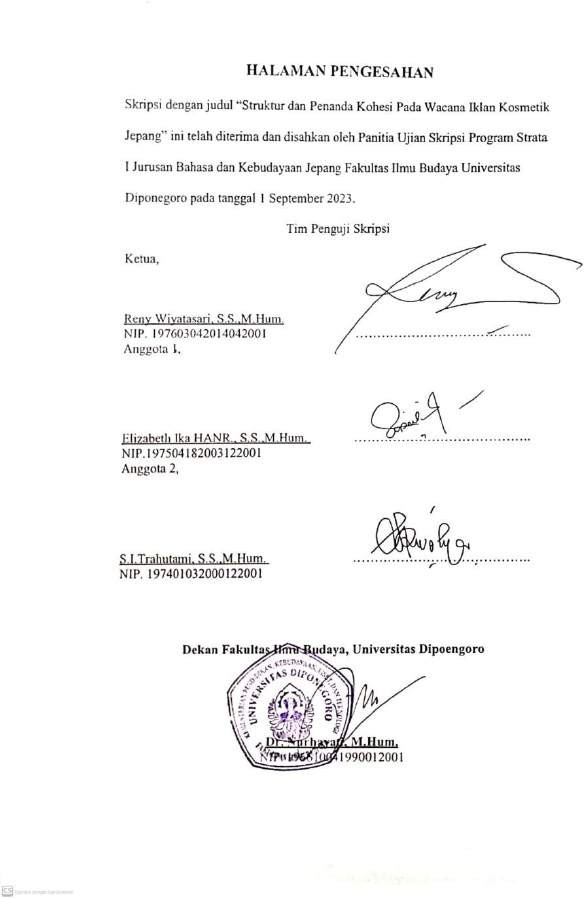 HALAMAN PENGESAHAN
Skripsi dengan judul “Struktur dan Penanda Kohesi Pada Wacana Iklan Kosmetik
Jepang” ini telah diterima dan disahkan oleh Panitia Ujian Skripsi Program Strata
I Jurusan Bahasa dan Kebudayaan Jepang Fakultas Ilmu Budaya Universitas
Diponegoro pada tanggal 1 September 2023.
Tim Penguji Skripsi
Ketua,
Reny Wiyatasari, S.S.,M.Hum.
NIP. 197603042014042001
Anggota 1,
Elizabeth Ika HANR., S.S.,M.Hum.
NIP.197504182003122001
Anggota 2,
S.I.Trahutami, S.S.,M.Hum.
NIP. 197401032000122001
Dekan Fakultas Ilmu Budaya, Universitas Dipoengoro
UNIVERSITAS DIPONEGORO
Dr. Nurhayati, M.Hum.
NIP. 196810041990012001
CS